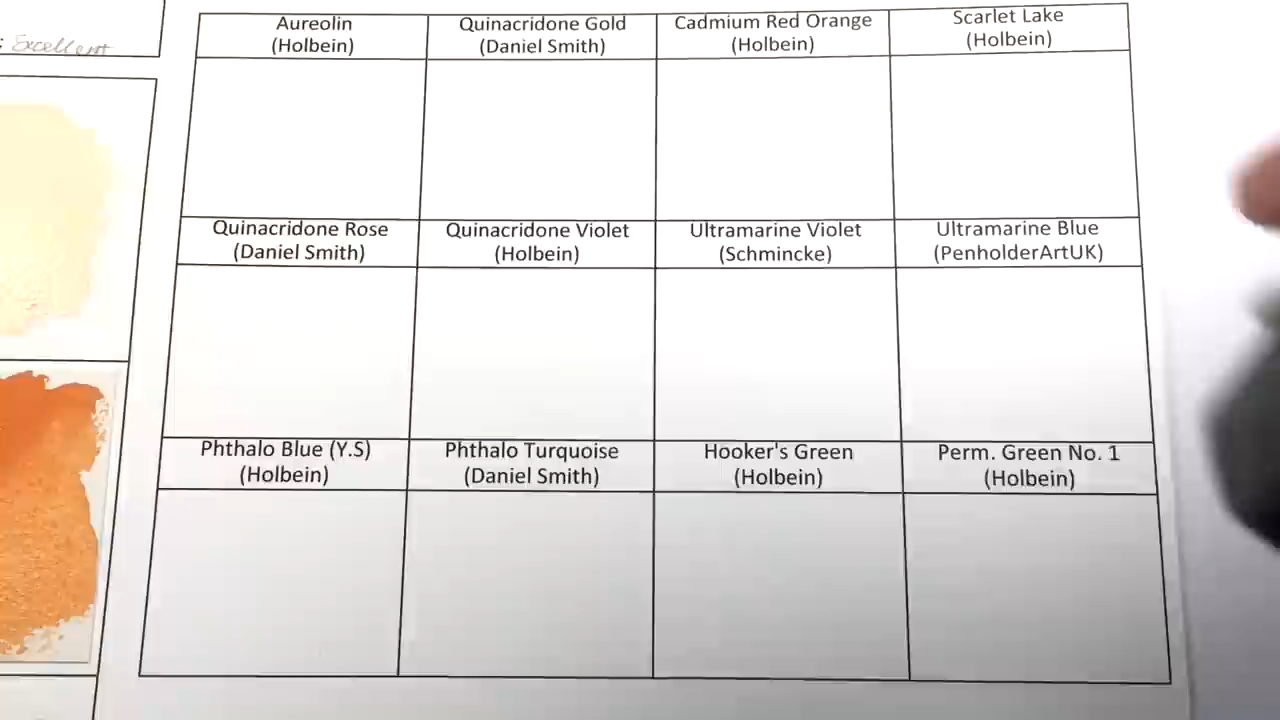 : Excellent
Aureolin
(Holbein)
Quinacridone Gold
(Daniel Smith)
Cadmium Red Orange
(Holbein)
Scarlet Lake
(Holbein)
Quinacridone Rose
(Daniel Smith)
Quinacridone Violet
(Holbein)
Ultramarine Violet
(Schmincke)
Ultramarine Blue
(PenholderArtUK)
Phthalo Blue (Y.S)
(Holbein)
Phthalo Turquoise
(Daniel Smith)
Hooker's Green
(Holbein)
Perm. Green No. 1
(Holbein)